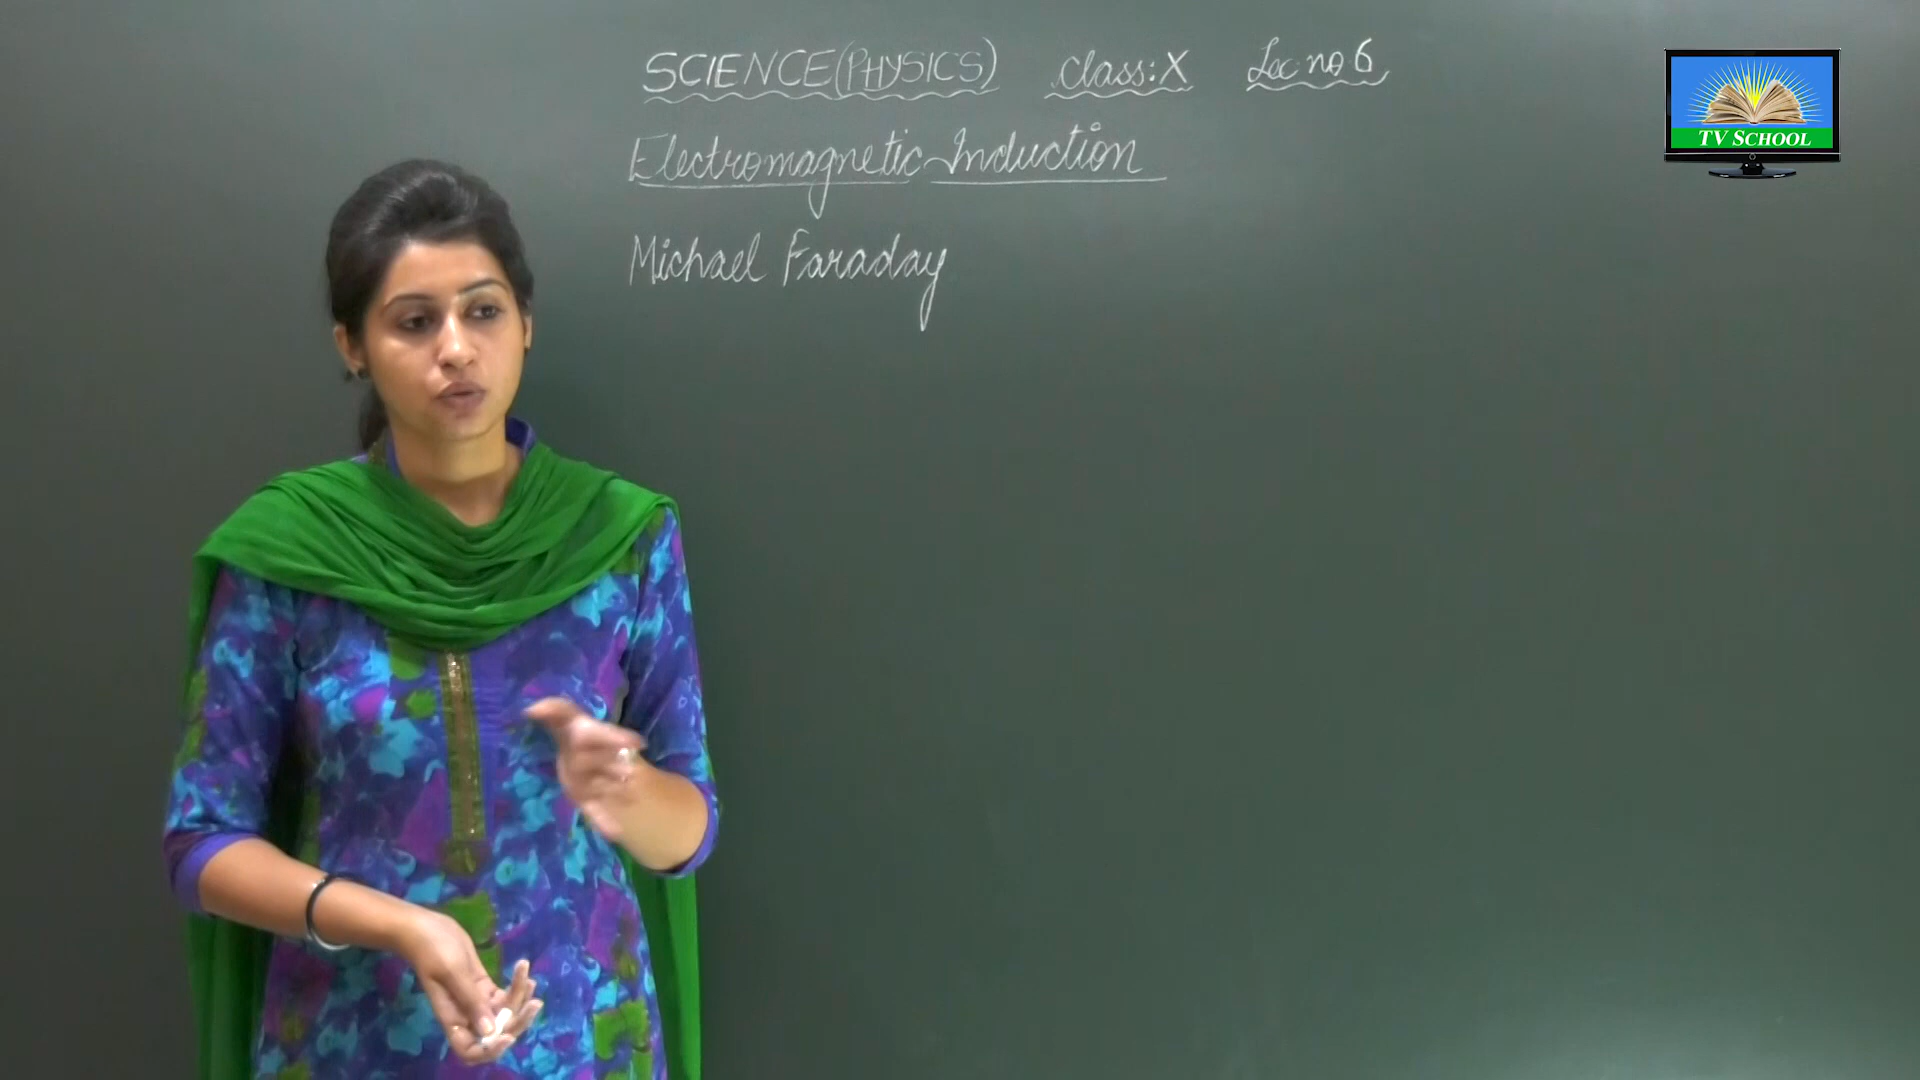 SCIENCE(PHYSICS) Class:X Lec no 6
Electromagnetic Induction
Michael Faraday
TV SCHOOL